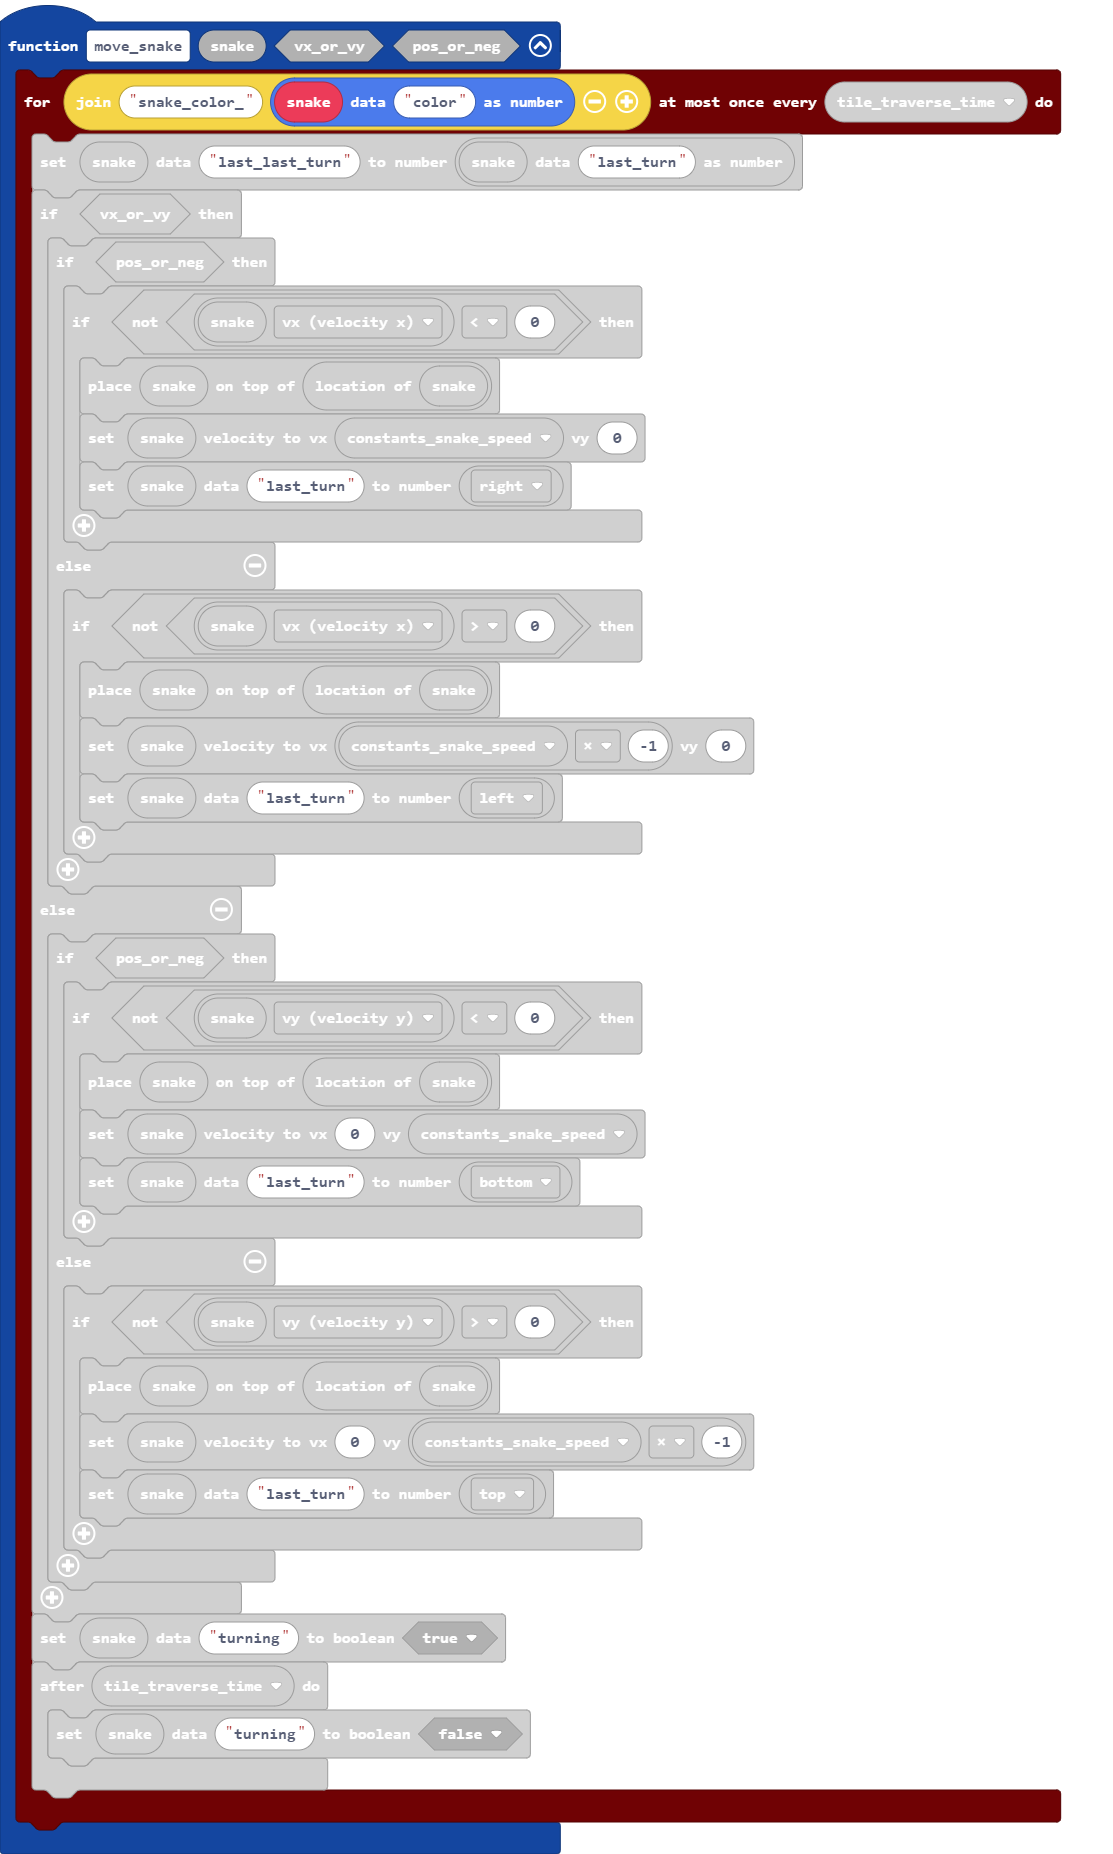 function move_snake snake vx_or_vy pos_or_neg
for join "snake_color_" snake data "color" as number at most once every tile_traverse_time do
set snake data "last_last_turn" to number snake data "last_turn" as number
if vx_or_vy then
if pos_or_neg then
if not snake vx (velocity x) < 0 then
place snake on top of location of snake
set snake velocity to vx constants_snake_speed vy 0
set snake data "last_turn" to number right
else
if not snake vx (velocity x) > 0 then
place snake on top of location of snake
set snake velocity to vx constants_snake_speed × -1 vy 0
set snake data "last_turn" to number left
else
if pos_or_neg then
if not snake vy (velocity y) < 0 then
place snake on top of location of snake
set snake velocity to vx 0 vy constants_snake_speed
set snake data "last_turn" to number bottom
else
if not snake vy (velocity y) > 0 then
place snake on top of location of snake
set snake velocity to vx 0 vy constants_snake_speed × -1
set snake data "last_turn" to number top
set snake data "turning" to boolean true
after tile_traverse_time do
set snake data "turning" to boolean false